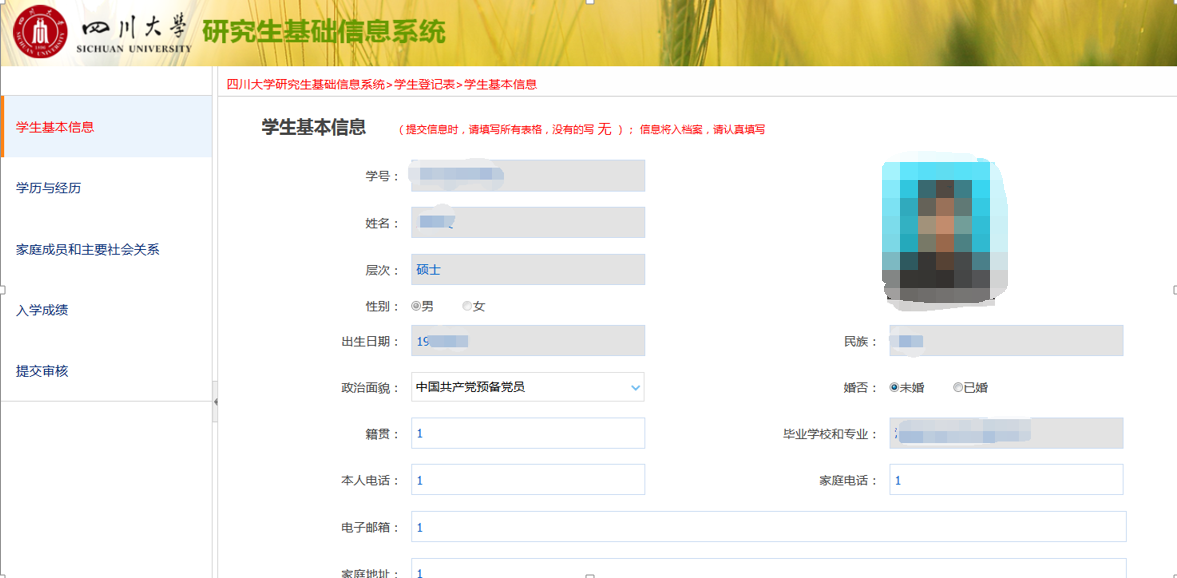 四川大学
SICHUAN UNIVERSITY
研究生基础信息系统
四川大学研究生基础信息系统>学生登记表>学生基本信息
学生基本信息
学历与经历
家庭成员和主要社会关系
入学成绩
提交审核
学生基本信息 （提交信息时，请填写所有表格，没有的写 无 ）； 信息将入档案，请认真填写
学号：
姓名：
层次： 硕士
性别： 男 女
出生日期： 19 民族：
政治面貌： 中国共产党预备党员 婚否： 未婚 已婚
籍贯： 1 毕业学校和专业：
本人电话： 1 家庭电话： 1
电子邮箱： 1
家庭地址： 1